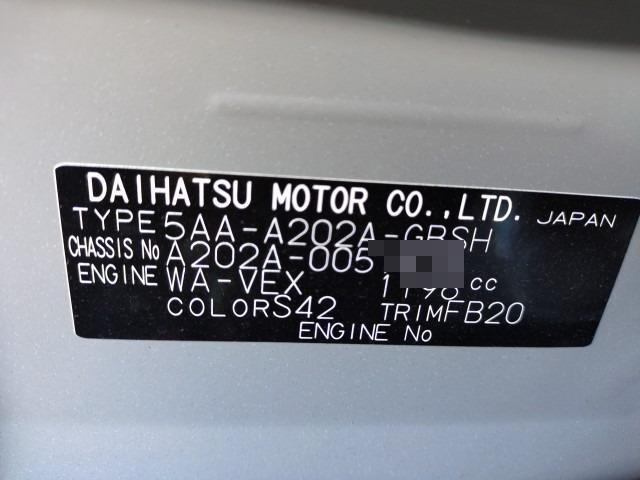 DAIHATSU MOTOR CO.,LTD. JAPAN
TYPE 5AA-A202A-GBSH
CHASSIS No A202A-005
ENGINE WA-VEX 1196cc
COLOR S42 TRIM FB20
ENGINE No